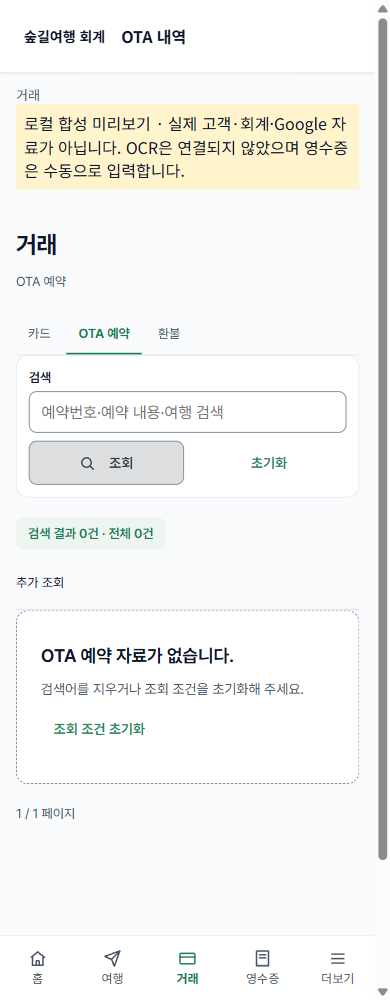 숲길여행 회계 OTA 내역
거래
로컬 합성 미리보기 · 실제 고객·회계·Google 자
료가 아닙니다. OCR은 연결되지 않았으며 영수증
은 수동으로 입력합니다.
거래
OTA 예약
카드 OTA 예약 환불
검색
예약번호·예약 내용·여행 검색
조회 초기화
검색 결과 0건 · 전체 0건
추가 조회
OTA 예약 자료가 없습니다.
검색어를 지우거나 조회 조건을 초기화해 주세요.
조회 조건 초기화
1 / 1 페이지
홈 여행 거래 영수증 더보기